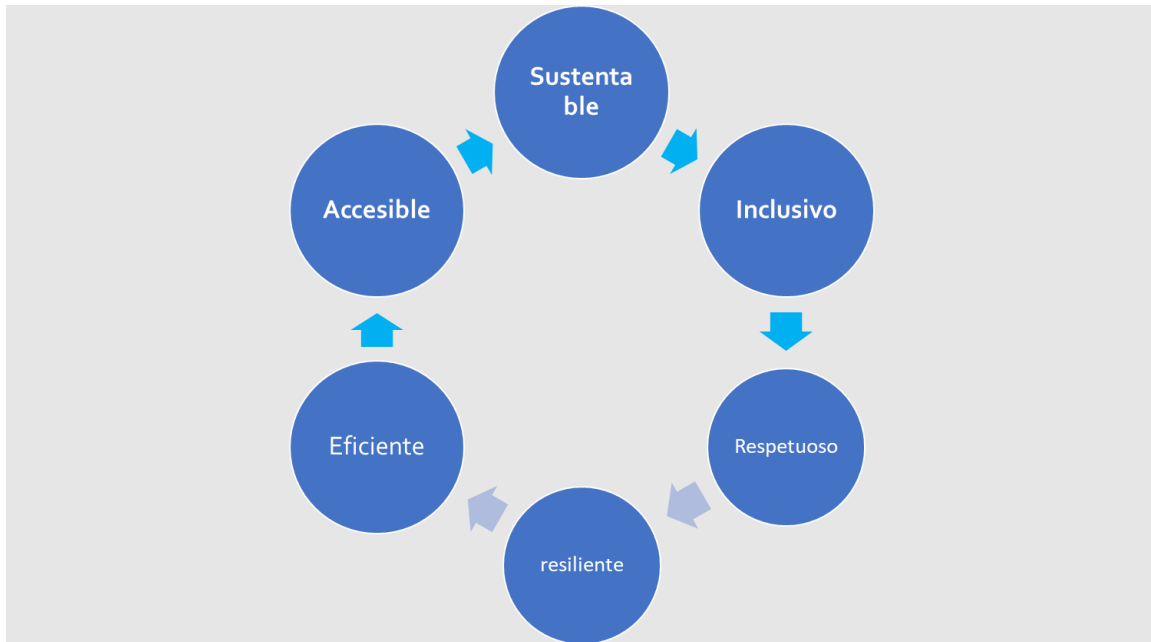 Sustenta
ble
Accesible
Inclusivo
Eficiente
Respetuoso
resiliente